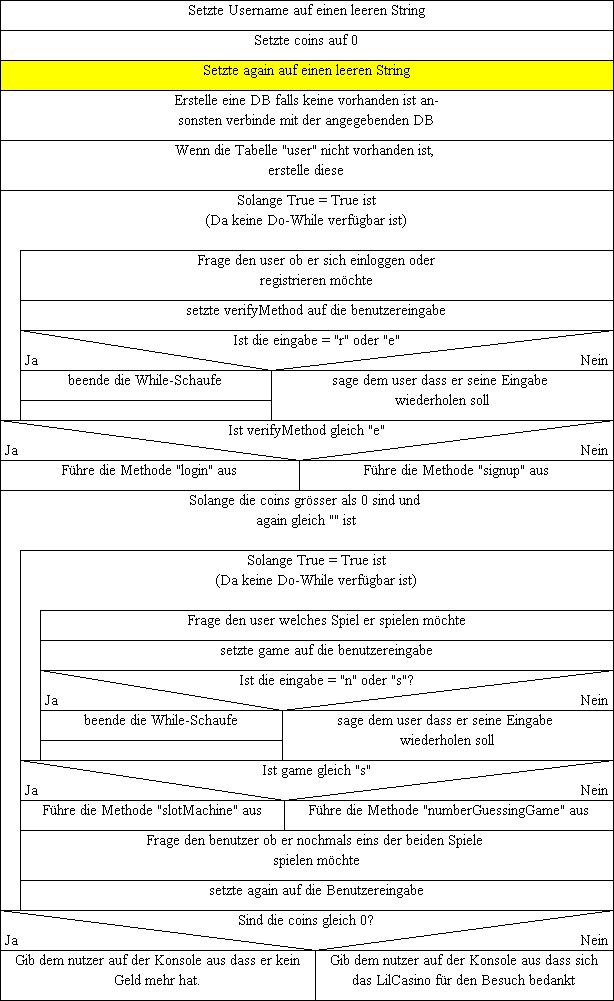 Setzte Username auf einen leeren String
Setzte coins auf 0
Setzte again auf einen leeren String
Erstelle eine DB falls keine vorhanden ist an-
sonsten verbinde mit der angegebenden DB
Wenn die Tabelle "user" nicht vorhanden ist,
erstelle diese
Solange True = True ist
(Da keine Do-While verfügbar ist)
Frage den user ob er sich einloggen oder
registrieren möchte
setzte verifyMethod auf die benutzereingabe
Ist die eingabe = "r" oder "e"
Ja Nein
beende die While-Schaufe
sage dem user dass er seine Eingabe
wiederholen soll
Ist verifyMethod gleich "e"
Ja Nein
Führe die Methode "login" aus
Führe die Methode "signup" aus
Solange die coins grösser als 0 sind und
again gleich "" ist
Solange True = True ist
(Da keine Do-While verfügbar ist)
Frage den user welches Spiel er spielen möchte
setzte game auf die benutzereingabe
Ist die eingabe = "n" oder "s"?
Ja Nein
beende die While-Schaufe
sage dem user dass er seine Eingabe
wiederholen soll
Ist game gleich "s"
Ja Nein
Führe die Methode "slotMachine" aus
Führe die Methode "numberGuessingGame" aus
Frage den benutzer ob er nochmals eins der beiden Spiele
spielen möchte
setzte again auf die Benutzereingabe
Sind die coins gleich 0?
Ja Nein
Gib dem nutzer auf der Konsole aus dass er kein
Geld mehr hat.
Gib dem nutzer auf der Konsole aus dass sich
das LilCasino für den Besuch bedankt